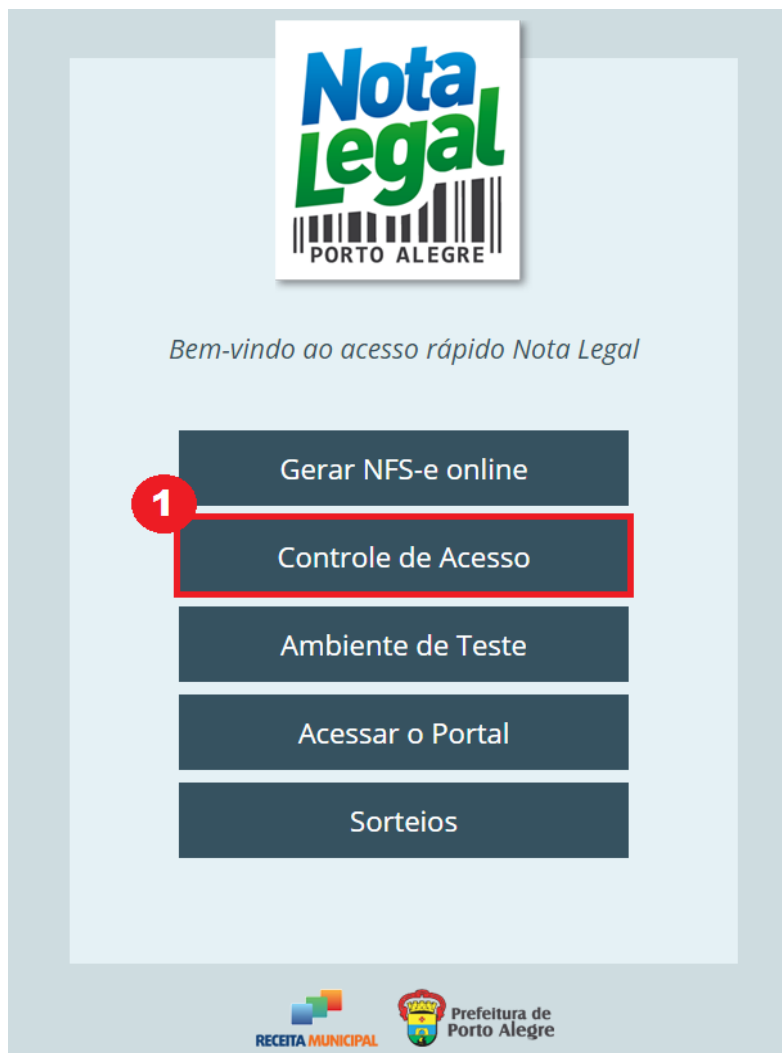 Nota
Legal
PORTO ALEGRE
Bem-vindo ao acesso rápido Nota Legal
Gerar NFS-e online
1
Controle de Acesso
Ambiente de Teste
Acessar o Portal
Sorteios
RECEITA MUNICIPAL
Prefeitura de
Porto Alegre